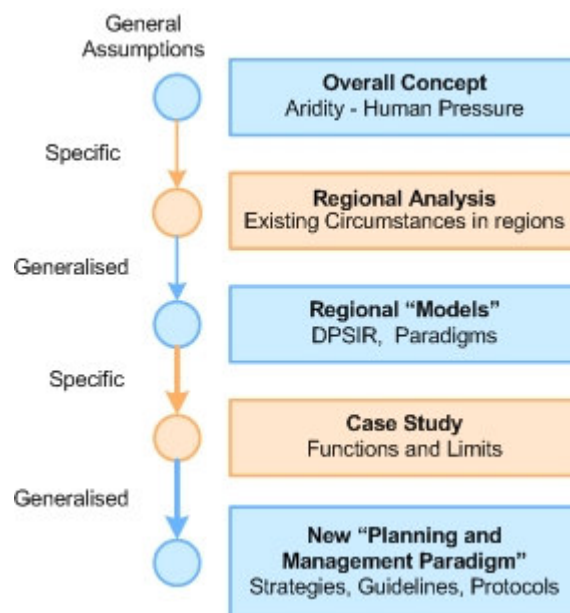 General
Assumptions
Overall Concept
Aridity - Human Pressure
Specific
Regional Analysis
Existing Circumstances in regions
Generalised
Regional “Models”
DPSIR, Paradigms
Specific
Case Study
Functions and Limits
Generalised
New “Planning and
Management Paradigm”
Strategies, Guidelines, Protocols